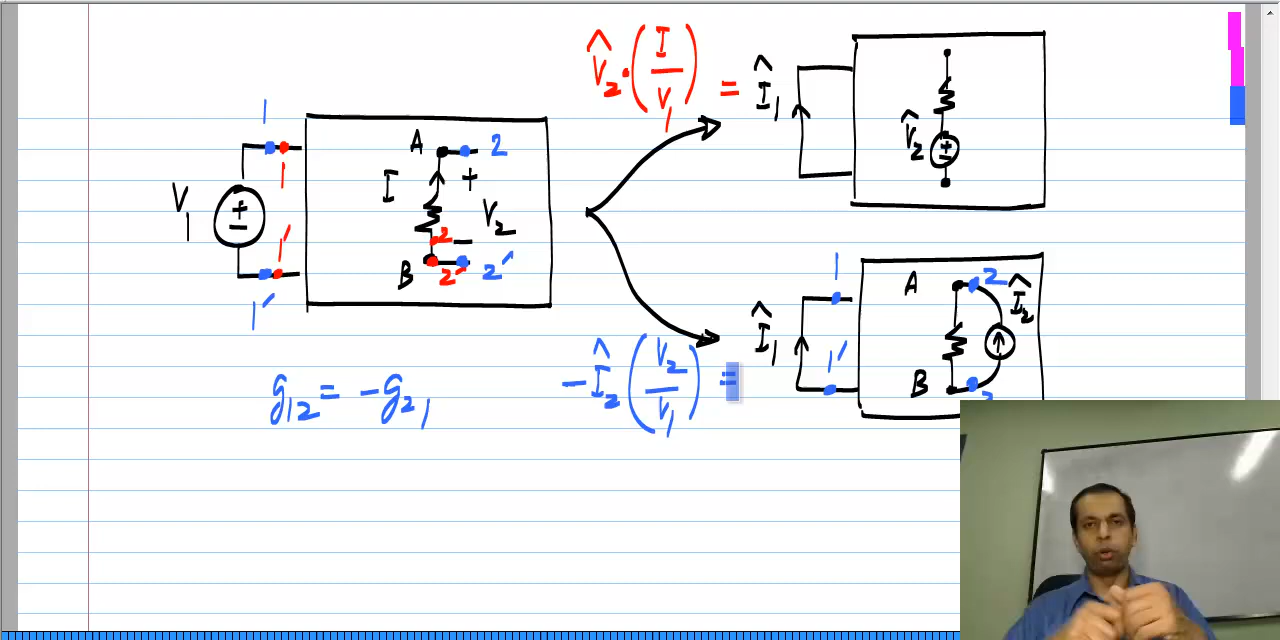 V̂₂ · (I / V₁) = Î₁
V̂₂
1
A
2
I
+
V₁
+
−
1
V₂
1′
2
−
B
2′
2′
1′
1
A
2
Î₂
Î₁
−Î₂ (V₂ / V₁) =
1′
B
g₁₂ = −g₂₁